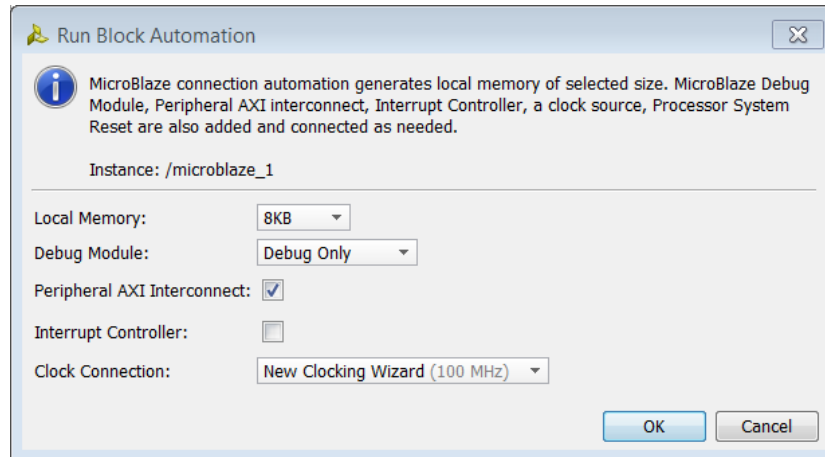 Run Block Automation
MicroBlaze connection automation generates local memory of selected size. MicroBlaze Debug
Module, Peripheral AXI interconnect, Interrupt Controller, a clock source, Processor System
Reset are also added and connected as needed.
Instance: /microblaze_1
Local Memory: 8KB
Debug Module: Debug Only
Peripheral AXI Interconnect:
Interrupt Controller:
Clock Connection: New Clocking Wizard (100 MHz)
OK Cancel